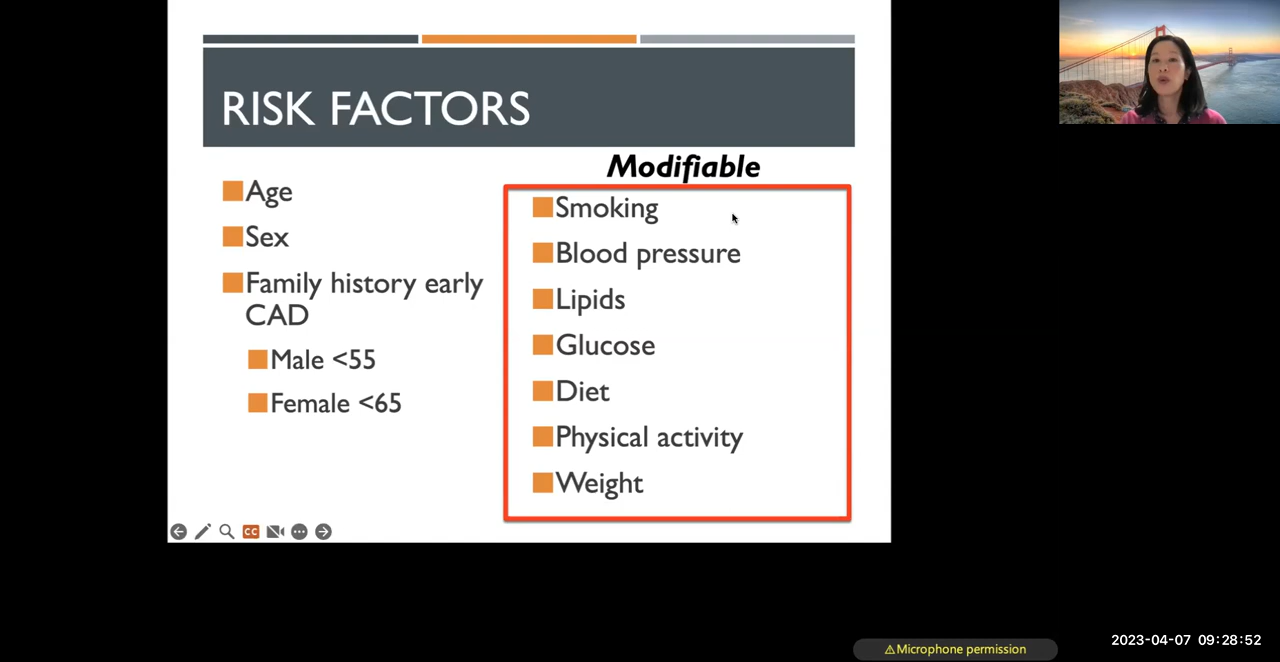 RISK FACTORS
Age
Sex
Family history early
CAD
Male <55
Female <65
Modifiable
Smoking
Blood pressure
Lipids
Glucose
Diet
Physical activity
Weight
CC
⚠Microphone permission
2023-04-07 09:28:52